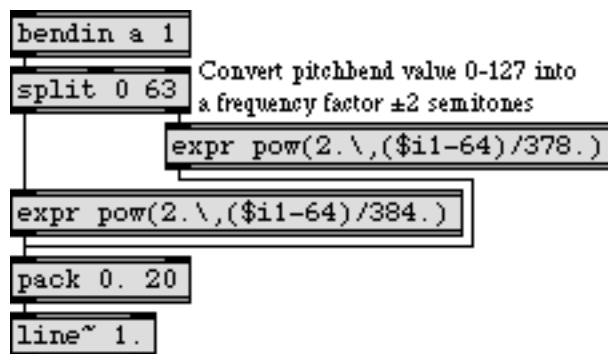 bendin a 1
split 0 63
Convert pitchbend value 0-127 into
a frequency factor ±2 semitones
expr pow(2.\,($i1-64)/378.)
expr pow(2.\,($i1-64)/384.)
pack 0. 20
line~ 1.